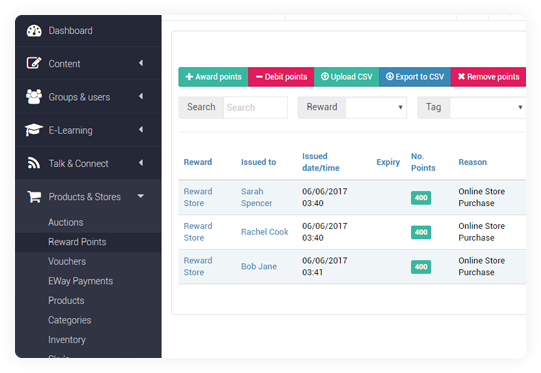 Dashboard
Content
Groups & users
E-Learning
Talk & Connect
Products & Stores
Auctions
Reward Points
Vouchers
EWay Payments
Products
Categories
Inventory
Award points Debit points Upload CSV Export to CSV Remove points
Search Search Reward Tag
Reward Issued to Issued date/time Expiry No. Points Reason
Reward Store Sarah Spencer 06/06/2017 03:40 400 Online Store Purchase
Reward Store Rachel Cook 06/06/2017 03:40 400 Online Store Purchase
Reward Store Bob Jane 06/06/2017 03:41 400 Online Store Purchase